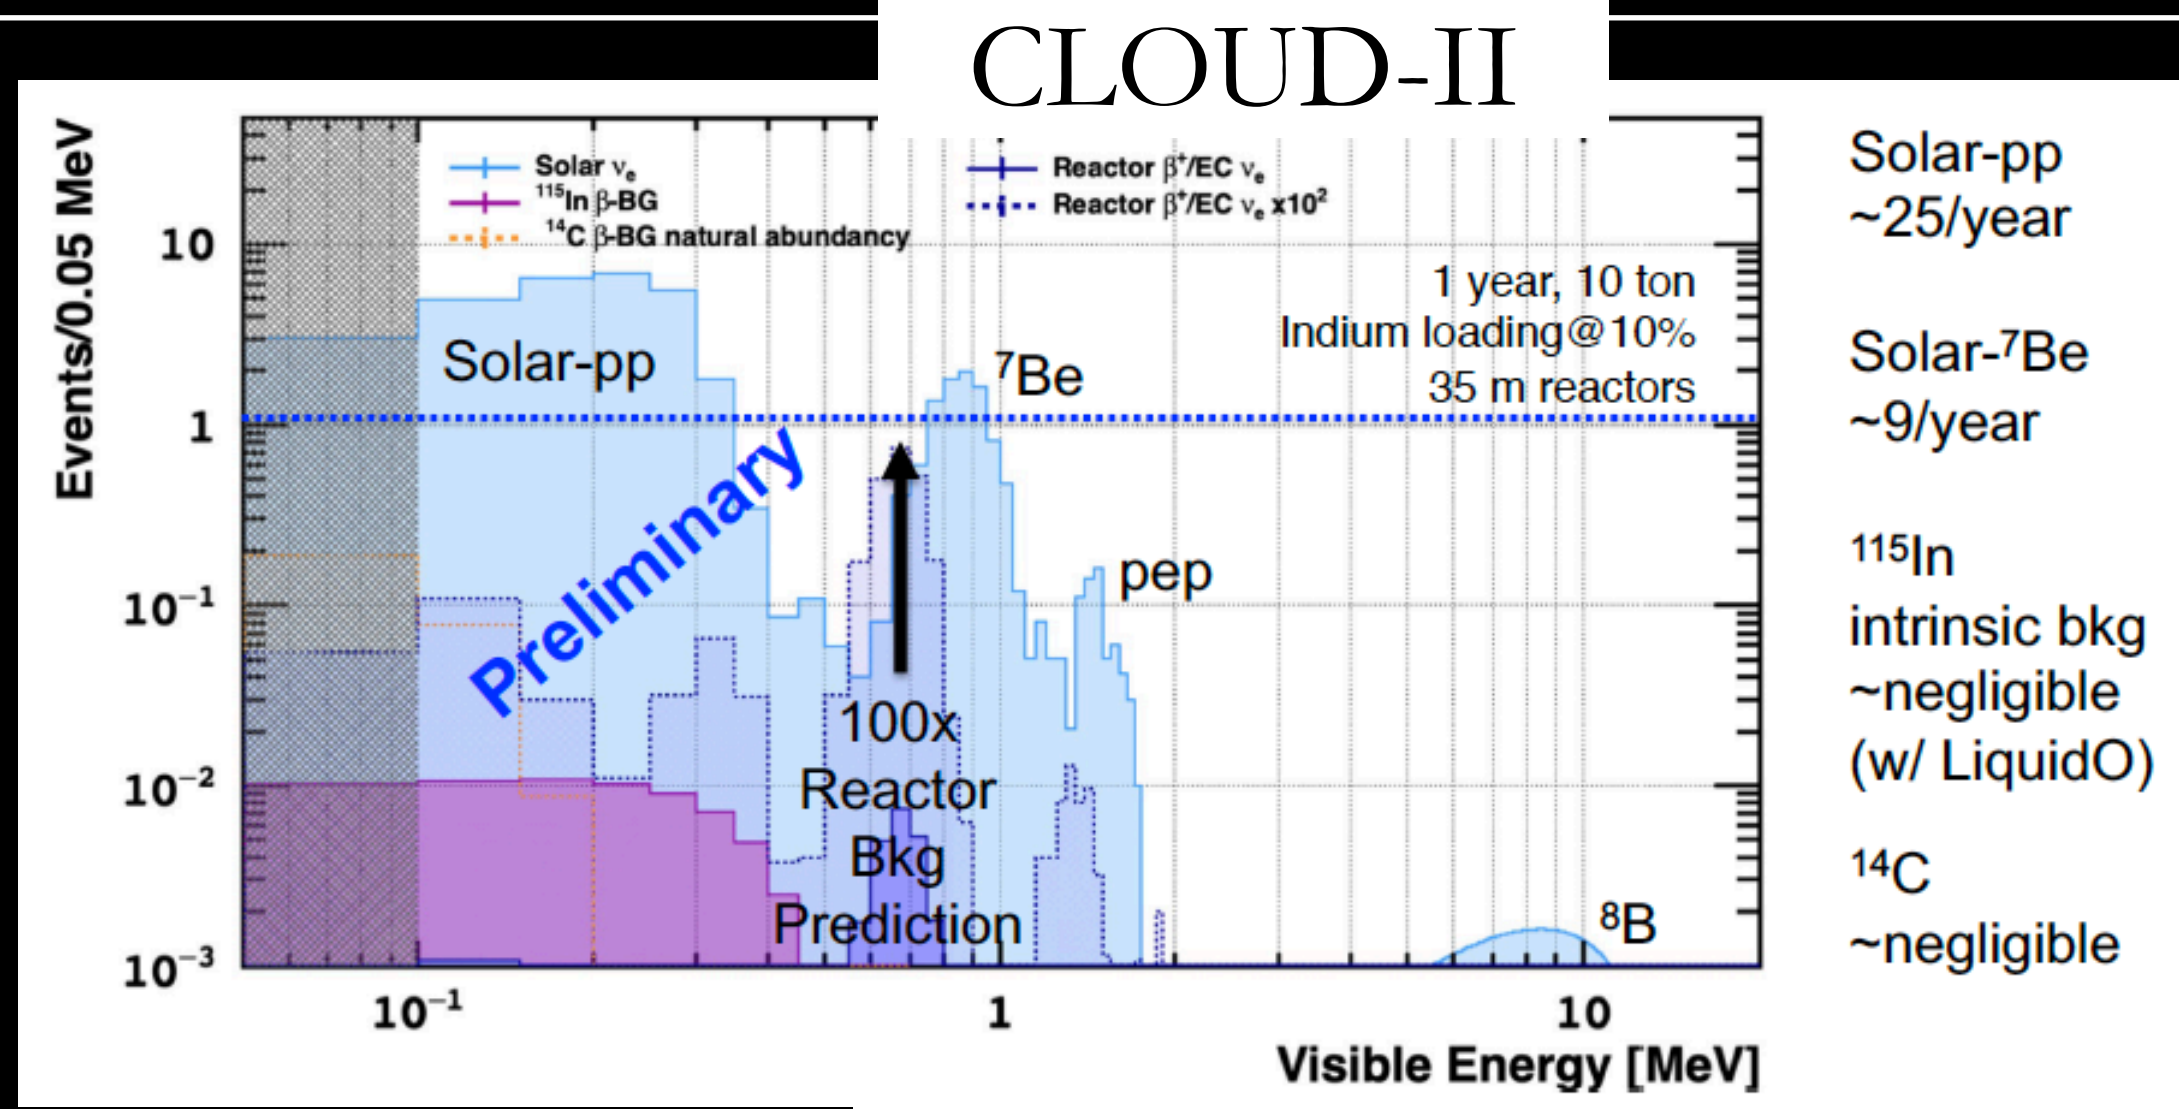 CLOUD-II
Events/0.05 MeV
Solar νₑ
¹¹⁵In β-BG
¹⁴C β-BG natural abundancy
Reactor β⁺/EC νₑ
Reactor β⁺/EC νₑ x10²
1 year, 10 ton
Indium loading@10%
35 m reactors
Solar-pp
⁷Be
pep
⁸B
Preliminary
100x
Reactor
Bkg
Prediction
10
1
10⁻¹
10⁻²
10⁻³
10⁻¹
1
10
Visible Energy [MeV]
Solar-pp
~25/year
Solar-⁷Be
~9/year
¹¹⁵In
intrinsic bkg
~negligible
(w/ LiquidO)
¹⁴C
~negligible